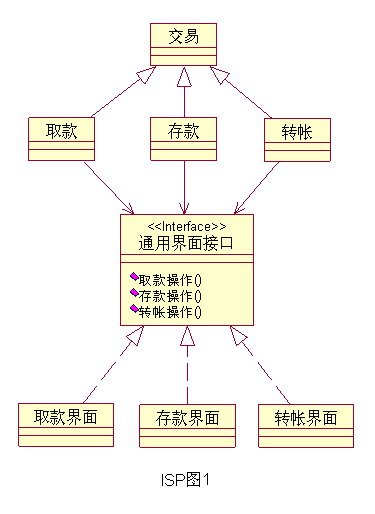 交易
取款
存款
转帐
<<Interface>>
通用界面接口
取款操作()
存款操作()
转帐操作()
取款界面
存款界面
转帐界面
ISP图1